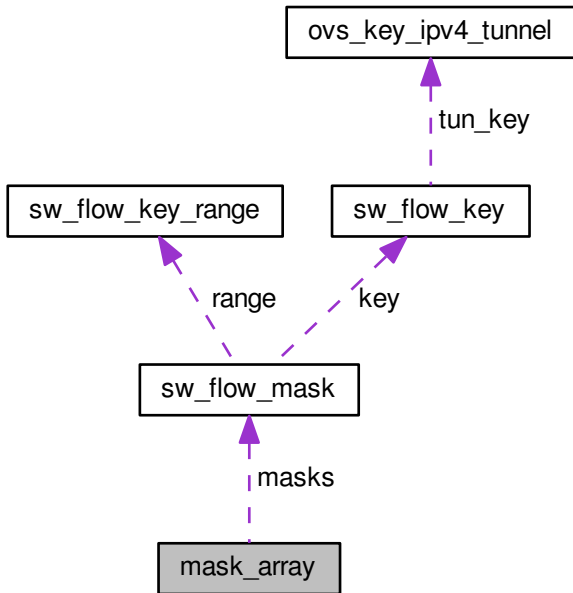 ovs_key_ipv4_tunnel
tun_key
sw_flow_key_range
sw_flow_key
range
key
sw_flow_mask
masks
mask_array